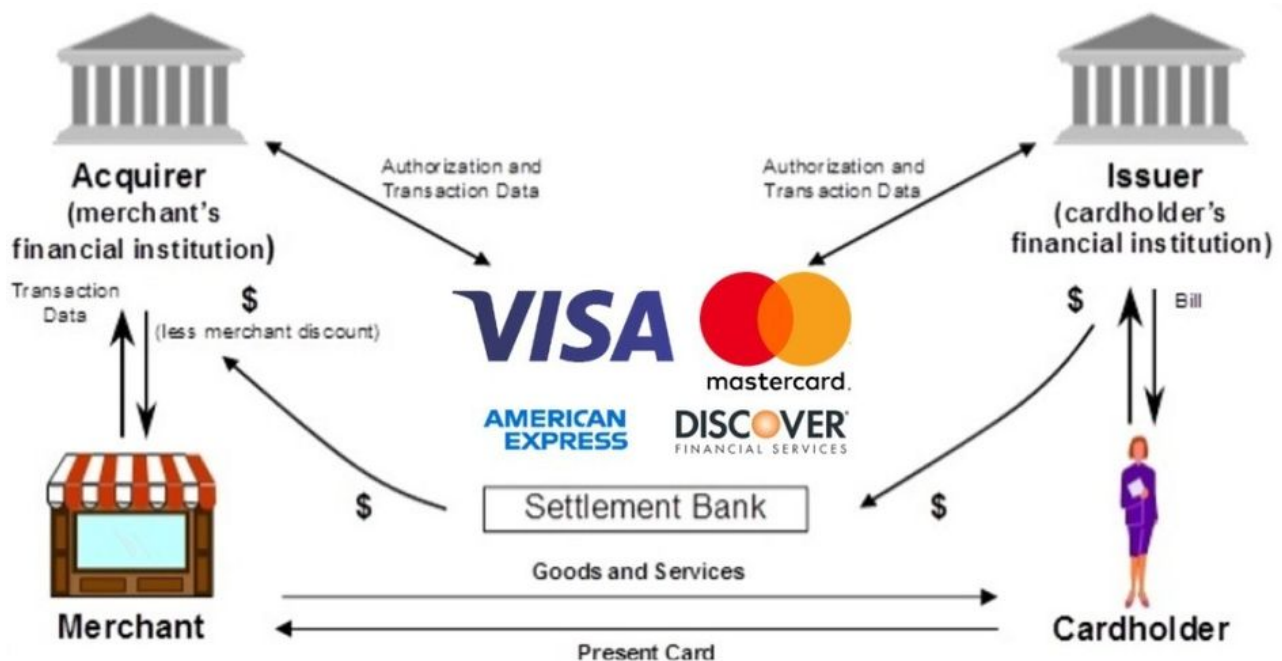 Acquirer
(merchant's
financial institution)
Authorization and
Transaction Data
Authorization and
Transaction Data
Issuer
(cardholder's
financial institution)
Transaction
Data
$
(less merchant discount)
VISA
mastercard.
$
Bill
AMERICAN
EXPRESS
DISCOVER
FINANCIAL SERVICES
$
Settlement Bank
$
Goods and Services
Merchant
Cardholder
Present Card